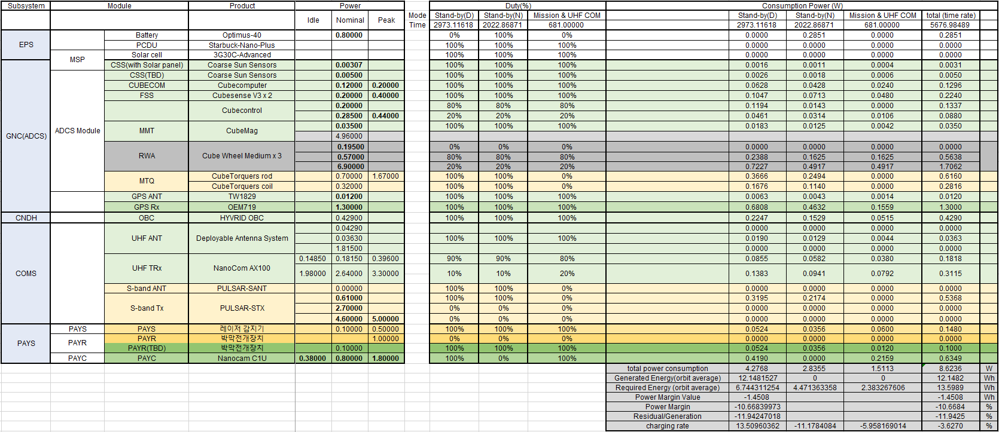 Subsystem Module Product Power Duty(%) Consumption Power (W)
Idle Nominal Peak Mode Stand-by(D) Stand-by(N) Mission & UHF COM Stand-by(D) Stand-by(N) Mission & UHF COM total (time rate)
Time 2973.11618 2022.86871 681.00000 2973.11618 2022.86871 681.00000 5676.98489
EPS Battery Optimus-40 0.80000 0% 100% 0% 0.0000 0.2851 0.0000 0.2851
PCDU Starbuck-Nano-Plus 100% 100% 100% 0.0000 0.0000 0.0000 0.0000
MSP Solar cell 3G30C-Advanced 100% 100% 100% 0.0000 0.0000 0.0000 0.0000
GNC(ADCS) CSS(with Solar panel) Coarse Sun Sensors 0.00307 100% 100% 100% 0.0016 0.0011 0.0004 0.0031
ADCS Module CSS(TBD) Coarse Sun Sensors 0.00500 100% 100% 100% 0.0026 0.0018 0.0006 0.0050
CUBECOM Cubecomputer 0.12000 0.20000 100% 100% 100% 0.0628 0.0428 0.0240 0.1296
FSS Cubesense V3 x 2 0.20000 0.40000 100% 100% 100% 0.1047 0.0713 0.0480 0.2240
Cubecontrol 0.20000 80% 80% 80% 0.1194 0.0143 0.0000 0.1337
0.28500 0.44000 20% 20% 20% 0.0461 0.0314 0.0106 0.0880
MMT CubeMag 0.03500 100% 100% 100% 0.0183 0.0125 0.0042 0.0350
4.96000
RWA Cube Wheel Medium x 3 0.19500 0% 0% 0% 0.0000 0.0000 0.0000 0.0000
0.57000 80% 80% 80% 0.2388 0.1625 0.1625 0.5638
6.90000 20% 20% 20% 0.7227 0.4917 0.4917 1.7062
MTQ CubeTorquers rod 0.70000 1.67000 100% 100% 0% 0.3666 0.2494 0.0000 0.6160
CubeTorquers coil 0.32000 100% 100% 0% 0.1676 0.1140 0.0000 0.2816
GPS ANT TW1829 0.01200 100% 100% 100% 0.0063 0.0043 0.0014 0.0120
GPS Rx OEM719 1.30000 100% 100% 100% 0.6808 0.4632 0.1559 1.3000
CNDH OBC HYVRID OBC 0.42900 100% 100% 100% 0.2247 0.1529 0.0515 0.4290
COMS UHF ANT Deployable Antenna System 0.04290 0.0000 0.0000 0.0000 0.0000
0.03630 100% 100% 100% 0.0190 0.0129 0.0044 0.0363
1.81500 0.0000 0.0000 0.0000 0.0000
UHF TRx NanoCom AX100 0.14850 0.18150 0.39600 90% 90% 80% 0.0855 0.0582 0.0380 0.1818
1.98000 2.64000 3.30000 10% 10% 20% 0.1383 0.0941 0.0792 0.3115
S-band ANT PULSAR-SANT 0.00000 100% 100% 0% 0.0000 0.0000 0.0000 0.0000
S-band Tx PULSAR-STX 0.61000 100% 100% 0% 0.3195 0.2174 0.0000 0.5368
2.70000 0% 0% 0% 0.0000 0.0000 0.0000 0.0000
4.60000 5.00000 0% 0% 0% 0.0000 0.0000 0.0000 0.0000
PAYS PAYS PAYS 레이저 감지기 0.10000 0.50000 100% 100% 100% 0.0524 0.0356 0.0600 0.1480
PAYR PAYR 박막전개장치 1.00000 0% 0% 0% 0.0000 0.0000 0.0000 0.0000
PAYR(TBD) 박막전개장치 0.10000 100% 100% 100% 0.0524 0.0356 0.0120 0.1000
PAYC PAYC Nanocam C1U 0.38000 0.80000 1.80000 100% 0% 100% 0.4190 0.0000 0.2159 0.6349
total power consumption 4.2768 2.8355 1.5113 8.6236 W
Generated Energy(orbit average) 12.1481527 0 0 12.1482 Wh
Required Energy (orbit average) 6.744311254 4.471363358 2.383267606 13.5989 Wh
Power Margin Value -1.4508 -1.4508 Wh
Power Margin -10.66839973 -10.6684 %
Residual/Generation -11.94247018 -11.9425 %
charging rate 13.50960362 -11.1784084 -5.958169014 -3.6270 %